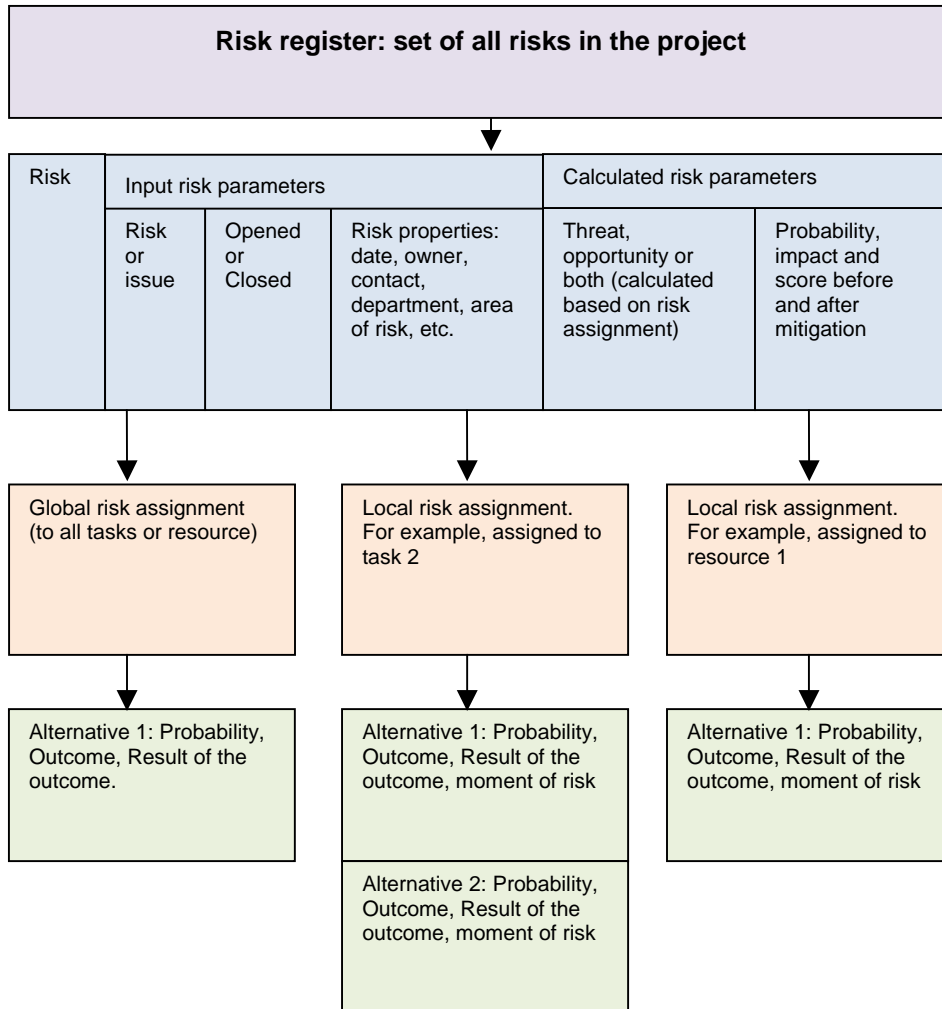 Risk register: set of all risks in the project
Risk
Input risk parameters
Calculated risk parameters
Risk
or
issue
Opened
or
Closed
Risk properties:
date, owner,
contact,
department, area
of risk, etc.
Threat,
opportunity or
both (calculated
based on risk
assignment)
Probability,
impact and
score before
and after
mitigation
Global risk assignment
(to all tasks or resource)
Local risk assignment.
For example, assigned to
task 2
Local risk assignment.
For example, assigned to
resource 1
Alternative 1: Probability,
Outcome, Result of the
outcome.
Alternative 1: Probability,
Outcome, Result of the
outcome, moment of risk
Alternative 1: Probability,
Outcome, Result of the
outcome, moment of risk
Alternative 2: Probability,
Outcome, Result of the
outcome, moment of risk